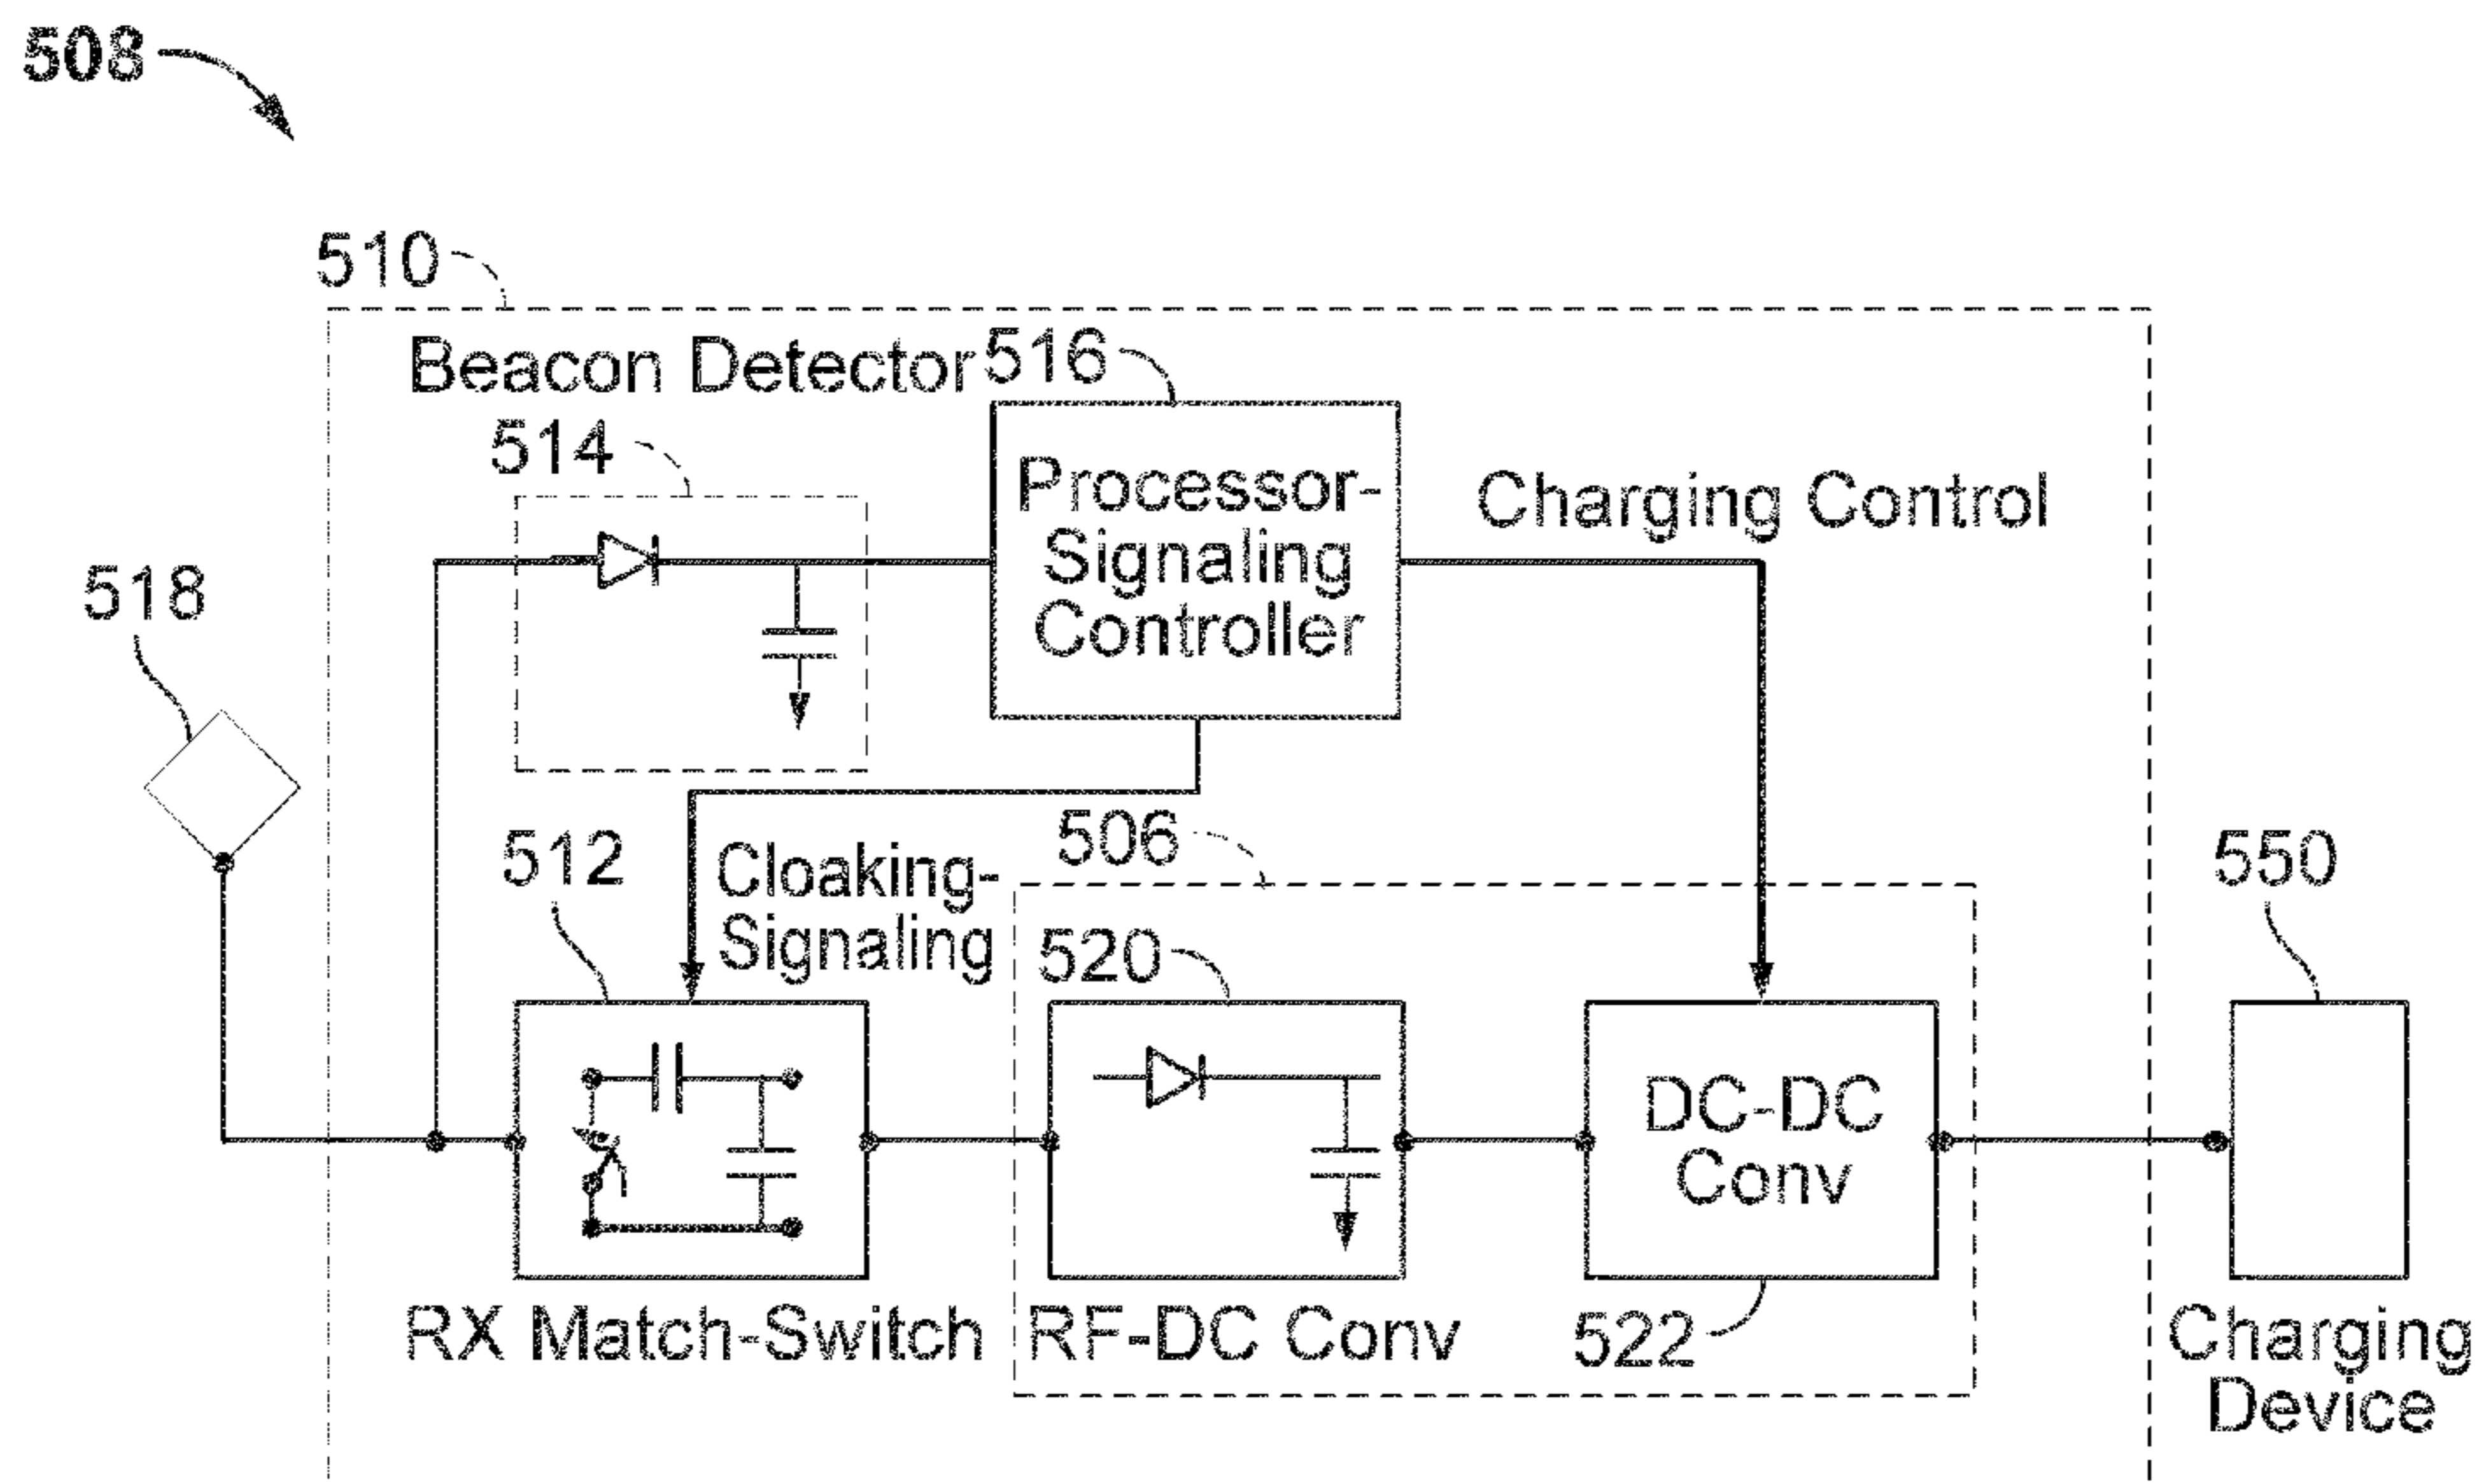 508
510
Beacon Detector
516
514
Processor-
Signaling
Controller
Charging Control
518
512
Cloaking-
Signaling
506
520
550
DC-DC
Conv
RX Match-Switch
RF-DC Conv
522
Charging
Device